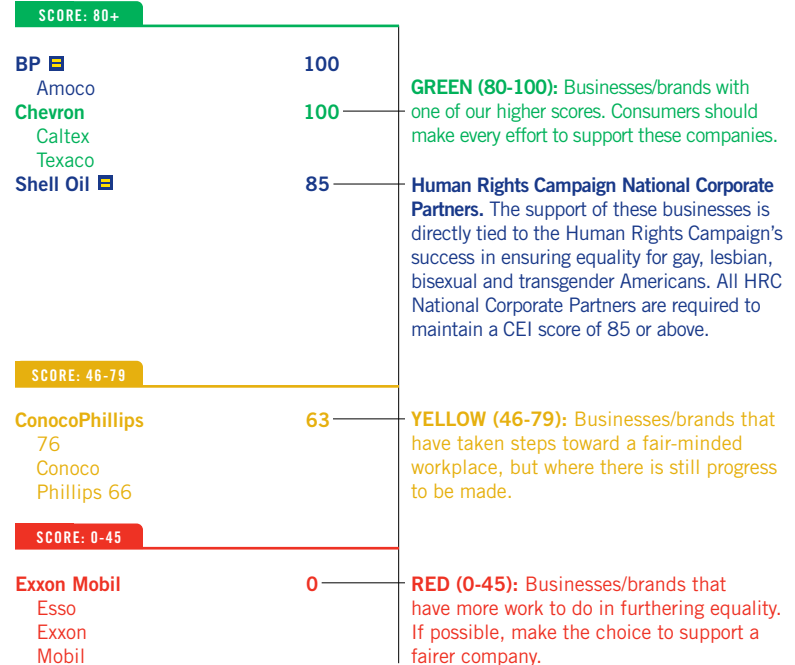 SCORE: 80+
BP 100
Amoco
Chevron 100
Caltex
Texaco
Shell Oil 85
GREEN (80-100): Businesses/brands with
one of our higher scores. Consumers should
make every effort to support these companies.
Human Rights Campaign National Corporate
Partners. The support of these businesses is
directly tied to the Human Rights Campaign's
success in ensuring equality for gay, lesbian,
bisexual and transgender Americans. All HRC
National Corporate Partners are required to
maintain a CEI score of 85 or above.
SCORE: 46-79
ConocoPhillips 63
76
Conoco
Phillips 66
YELLOW (46-79): Businesses/brands that
have taken steps toward a fair-minded
workplace, but where there is still progress
to be made.
SCORE: 0-45
Exxon Mobil 0
Esso
Exxon
Mobil
RED (0-45): Businesses/brands that
have more work to do in furthering equality.
If possible, make the choice to support a
fairer company.